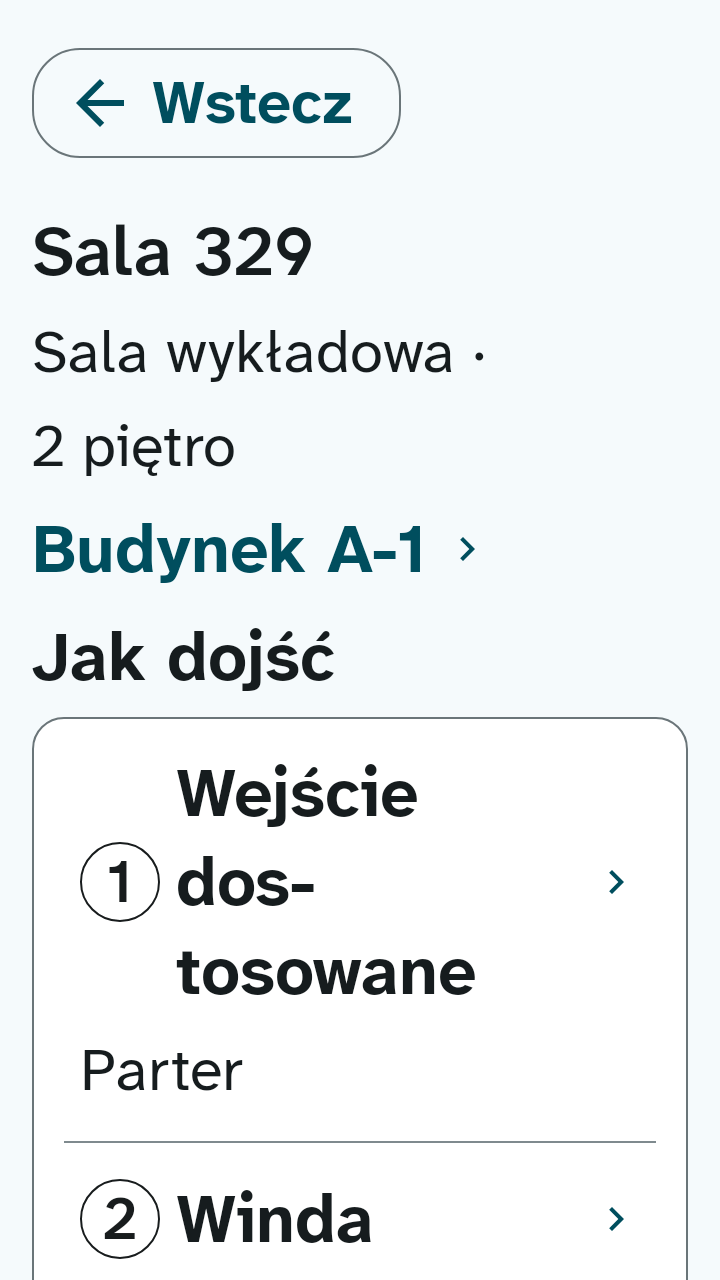 Wstecz
Sala 329
Sala wykładowa ·
2 piętro
Budynek A-1
Jak dojść
Wejście
1 dos-
tosowane
Parter
2 Winda